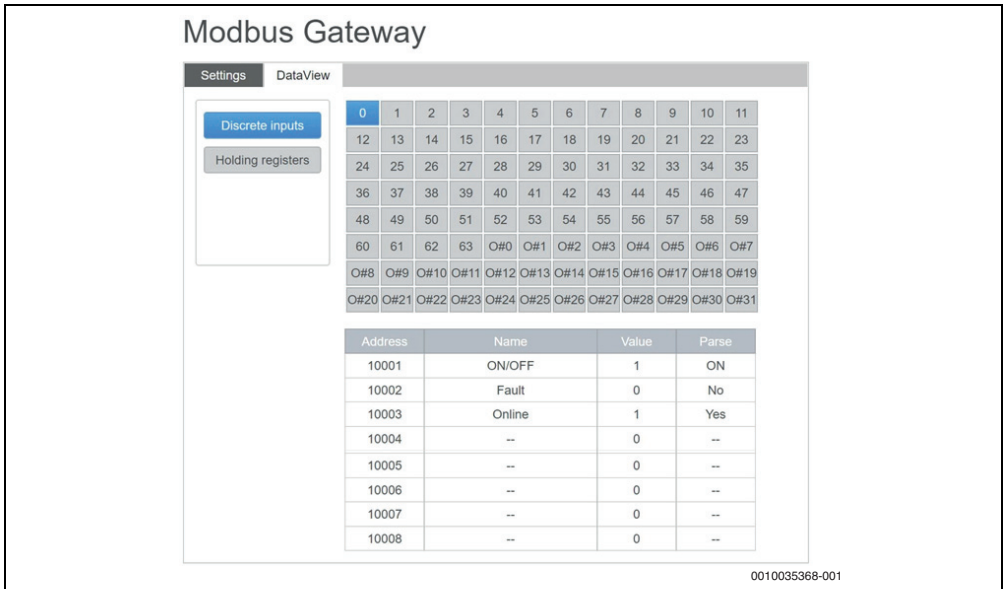 Modbus Gateway
Settings DataView
Discrete inputs
Holding registers
0 1 2 3 4 5 6 7 8 9 10 11
12 13 14 15 16 17 18 19 20 21 22 23
24 25 26 27 28 29 30 31 32 33 34 35
36 37 38 39 40 41 42 43 44 45 46 47
48 49 50 51 52 53 54 55 56 57 58 59
60 61 62 63 O#0 O#1 O#2 O#3 O#4 O#5 O#6 O#7
O#8 O#9 O#10 O#11 O#12 O#13 O#14 O#15 O#16 O#17 O#18 O#19
O#20 O#21 O#22 O#23 O#24 O#25 O#26 O#27 O#28 O#29 O#30 O#31
Address Name Value Parse
10001 ON/OFF 1 ON
10002 Fault 0 No
10003 Online 1 Yes
10004 -- 0 --
10005 -- 0 --
10006 -- 0 --
10007 -- 0 --
10008 -- 0 --
0010035368-001